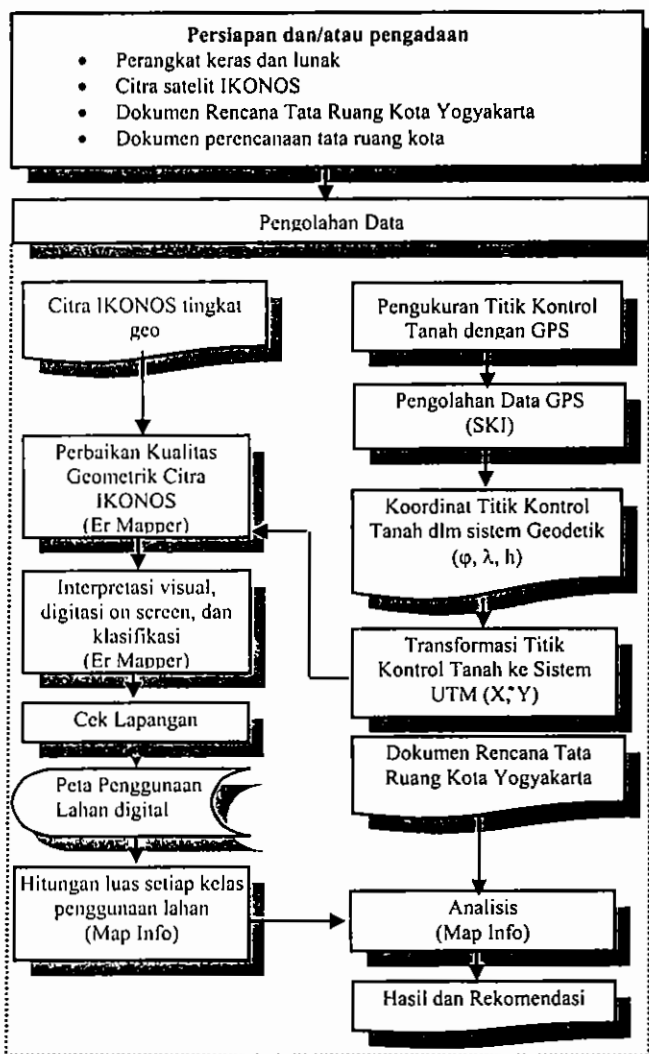 Persiapan dan/atau pengadaan
• Perangkat keras dan lunak
• Citra satelit IKONOS
• Dokumen Rencana Tata Ruang Kota Yogyakarta
• Dokumen perencanaan tata ruang kota
Pengolahan Data
Citra IKONOS tingkat
geo
Perbaikan Kualitas
Geometrik Citra
IKONOS
(Er Mapper)
Interpretasi visual,
digitasi on screen, dan
klasifikasi
(Er Mapper)
Cek Lapangan
Peta Penggunaan
Lahan digital
Hitungan luas setiap kelas
penggunaan lahan
(Map Info)
Pengukuran Titik Kontrol
Tanah dengan GPS
Pengolahan Data GPS
(SKI)
Koordinat Titik Kontrol
Tanah dlm sistem Geodetik
(φ, λ, h)
Transformasi Titik
Kontrol Tanah ke Sistem
UTM (X, Y)
Dokumen Rencana Tata
Ruang Kota Yogyakarta
Analisis
(Map Info)
Hasil dan Rekomendasi